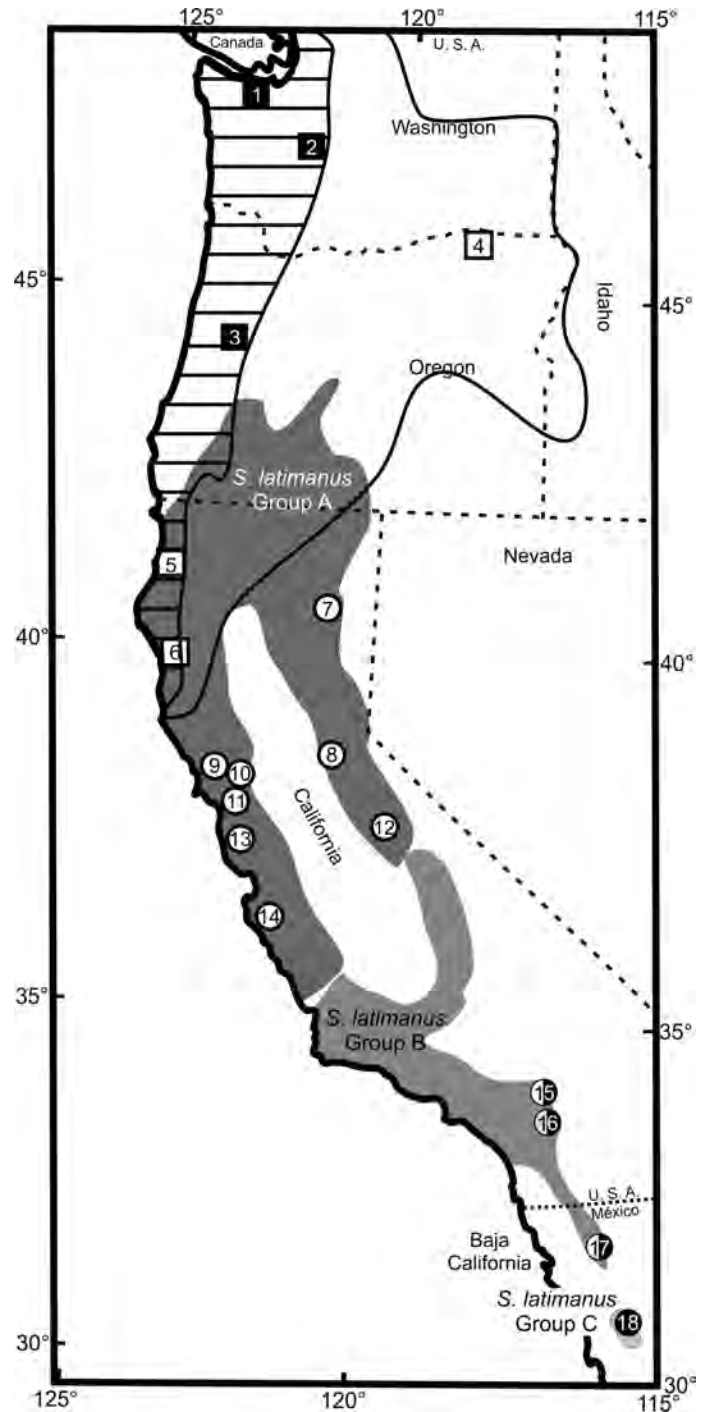 125° 120° 115°
Canada
U. S. A.
1
Washington
2
4
45°
45°
Idaho
3
Oregon
S. latimanus
Group A
5
Nevada
7
40°
6
40°
8
9
10
11
California
12
13
14
35°
S. latimanus
Group B
35°
15
16
U. S. A.
México
17
Baja
California
S. latimanus
Group C
18
30°
30°
125° 120° 115°